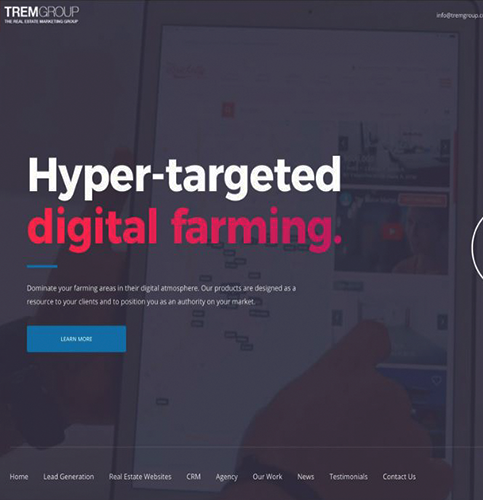 TREMGROUP
THE REAL ESTATE MARKETING GROUP
info@tremgroup.c
Hyper-targeted
digital farming.
Dominate your farming areas in their digital atmosphere. Our products are designed as a
resource to your clients and to position you as an authority on your market.
LEARN MORE
Home Lead Generation Real Estate Websites CRM Agency Our Work News Testimonials Contact Us